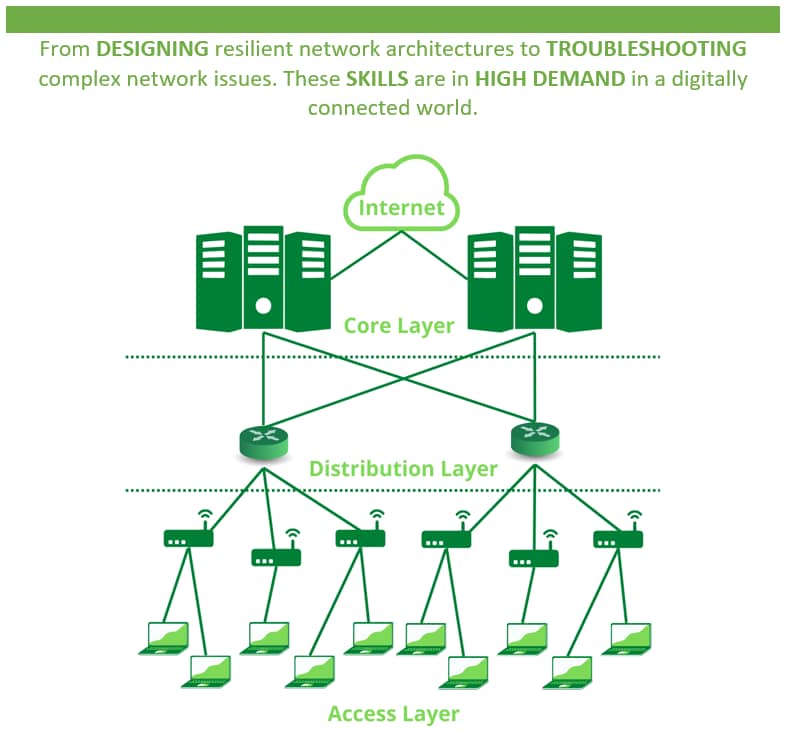 From DESIGNING resilient network architectures to TROUBLESHOOTING
complex network issues. These SKILLS are in HIGH DEMAND in a digitally
connected world.
Internet
Core Layer
Distribution Layer
Access Layer